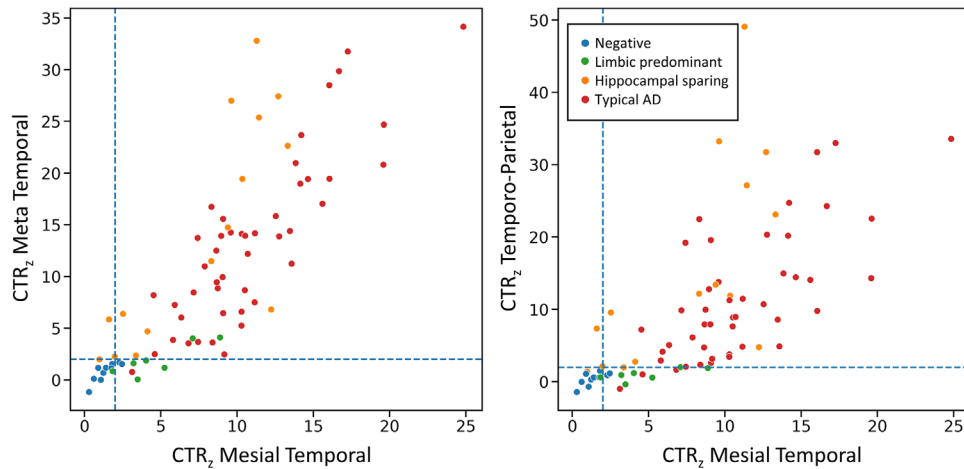 35
30
25
20
15
10
5
0
CTRz Meta Temporal
0 5 10 15 20 25
CTRz Mesial Temporal
50
40
30
20
10
0
CTRz Temporo-Parietal
Negative
Limbic predominant
Hippocampal sparing
Typical AD
0 5 10 15 20 25
CTRz Mesial Temporal